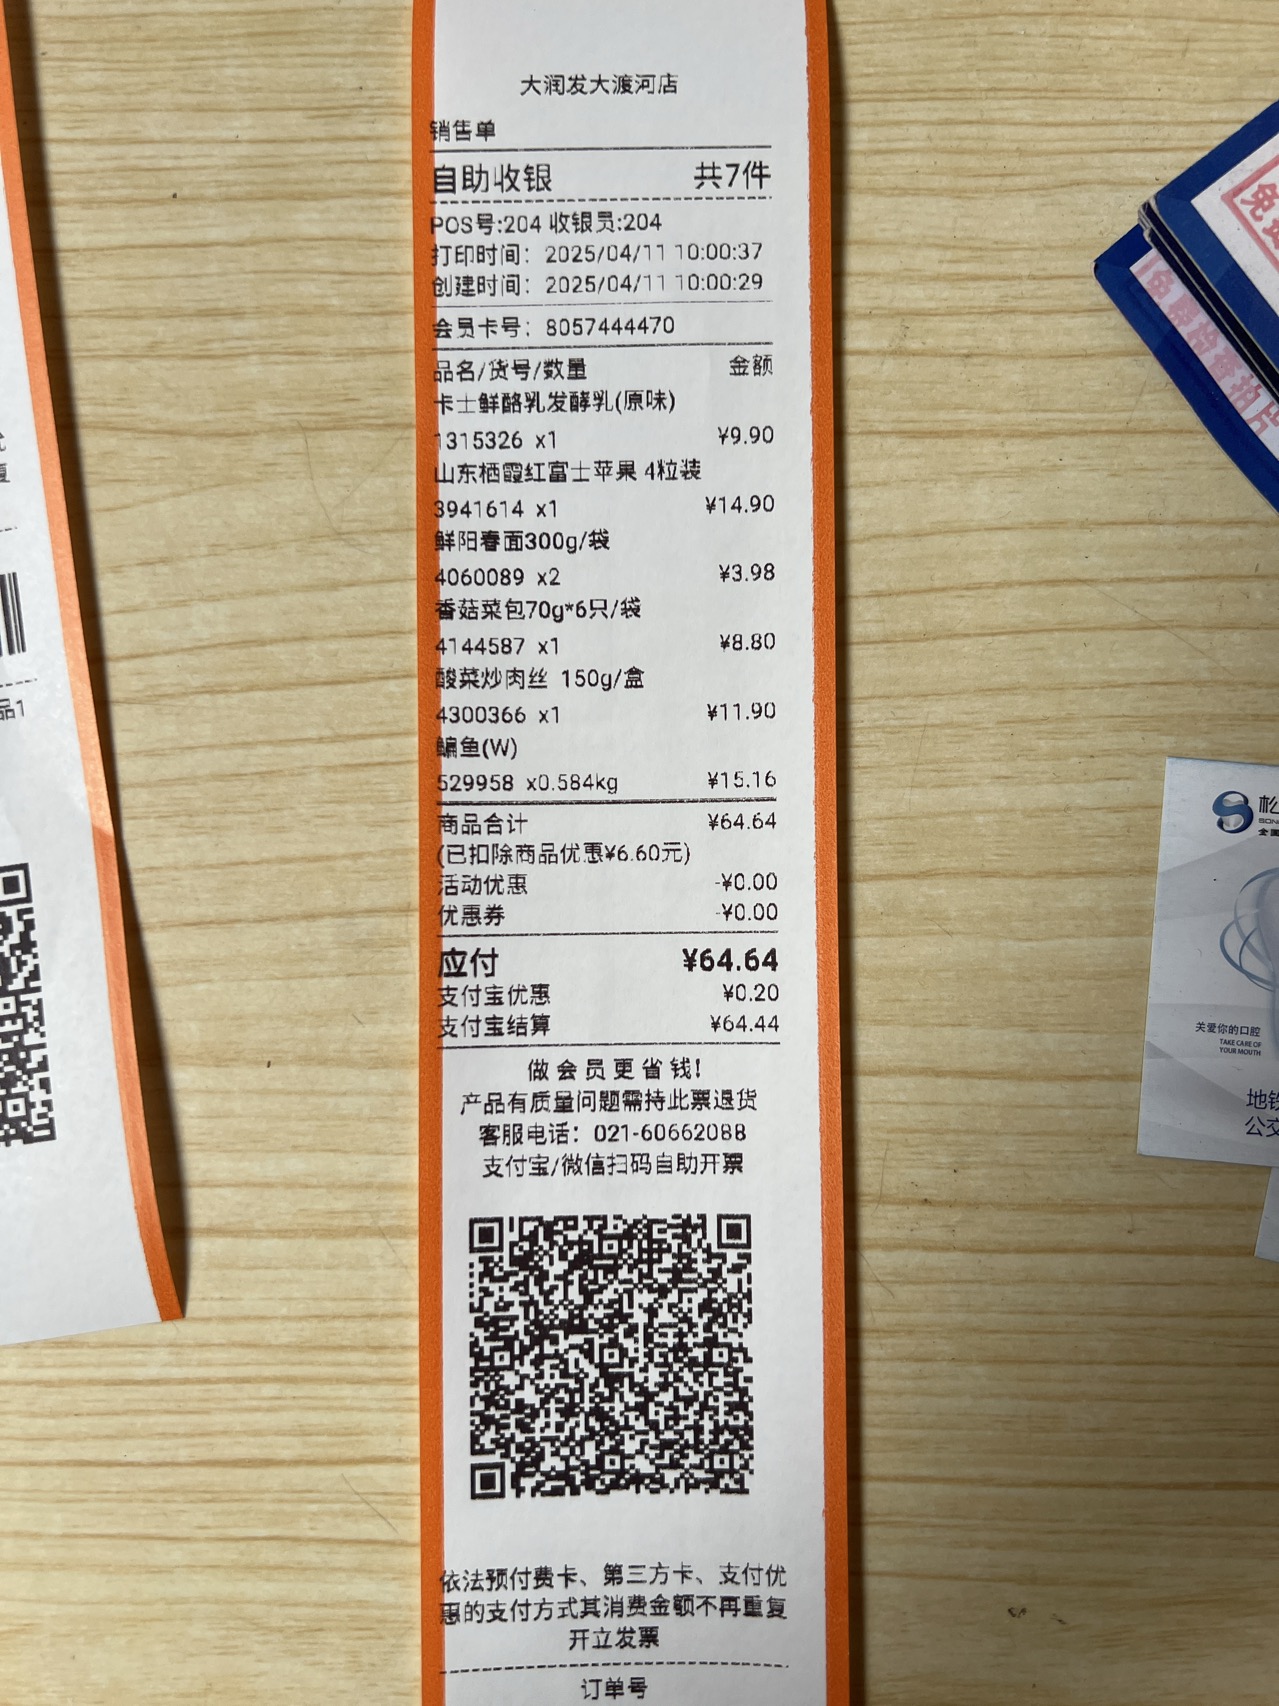 大润发大渡河店
销售单
自助收银 共7件
POS号:204 收银员:204
打印时间：2025/04/11 10:00:37
创建时间：2025/04/11 10:00:29
会员卡号：8057444470
品名/货号/数量 金额
卡士鲜酪乳发酵乳(原味)
1315326 x1 ¥9.90
山东栖霞红富士苹果 4粒装
3941614 x1 ¥14.90
鲜阳春面300g/袋
4060089 x2 ¥3.98
香菇菜包70g*6只/袋
4144587 x1 ¥8.80
酸菜炒肉丝 150g/盒
4300366 x1 ¥11.90
鳊鱼(W)
529958 x0.584kg ¥15.16
商品合计 ¥64.64
(已扣除商品优惠¥6.60元)
活动优惠 -¥0.00
优惠券 -¥0.00
应付 ¥64.64
支付宝优惠 ¥0.20
支付宝结算 ¥64.44
做会员更省钱!
产品有质量问题需持此票退货
客服电话：021-60662088
支付宝/微信扫码自助开票
依法预付费卡、第三方卡、支付优
惠的支付方式其消费金额不再重复
开立发票
订单号
品1
松
关爱你的口腔
TAKE CARE OF
YOUR MOUTH
地铁
公交